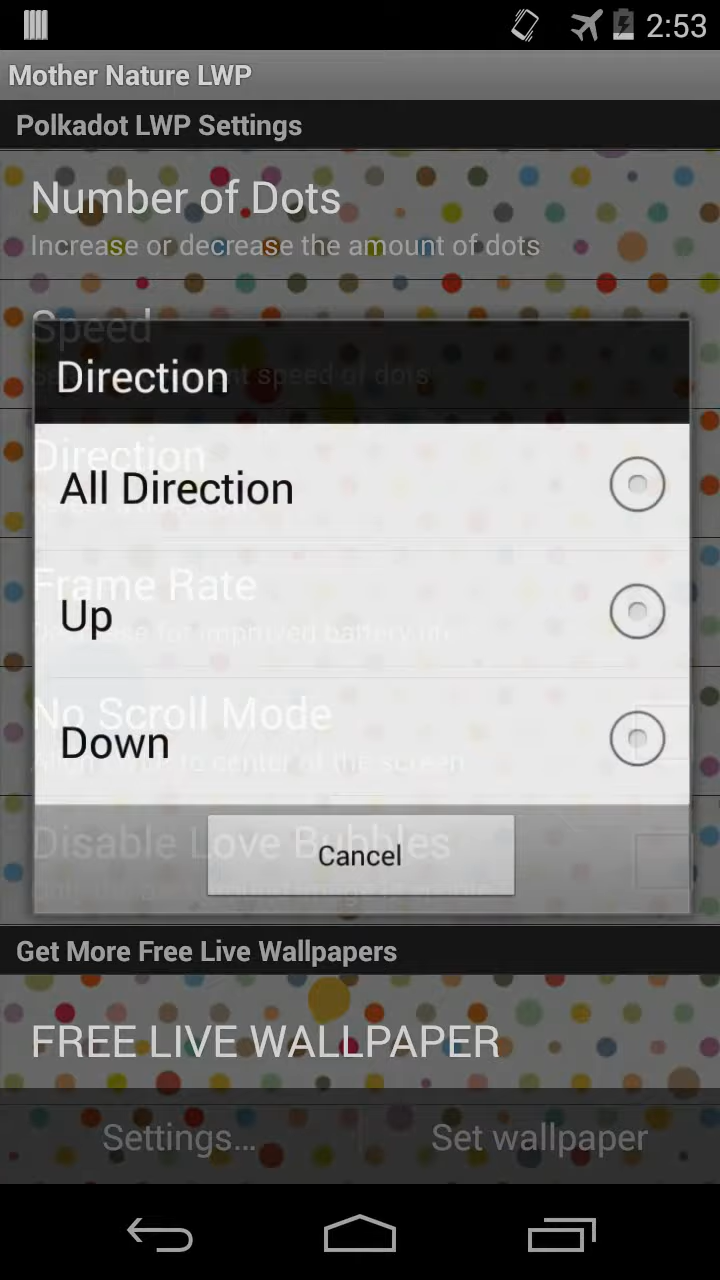 2:53
Mother Nature LWP
Polkadot LWP Settings
Number of Dots
Increase or decrease the amount of dots
Speed
speed of dots
Direction
Direction
All Direction
Frame Rate
Decrease for improved battery life
Up
No Scroll Mode
to center of the screen
Down
Disable Love Bubbles
Cancel
Get More Free Live Wallpapers
FREE LIVE WALLPAPER
Settings...
Set wallpaper